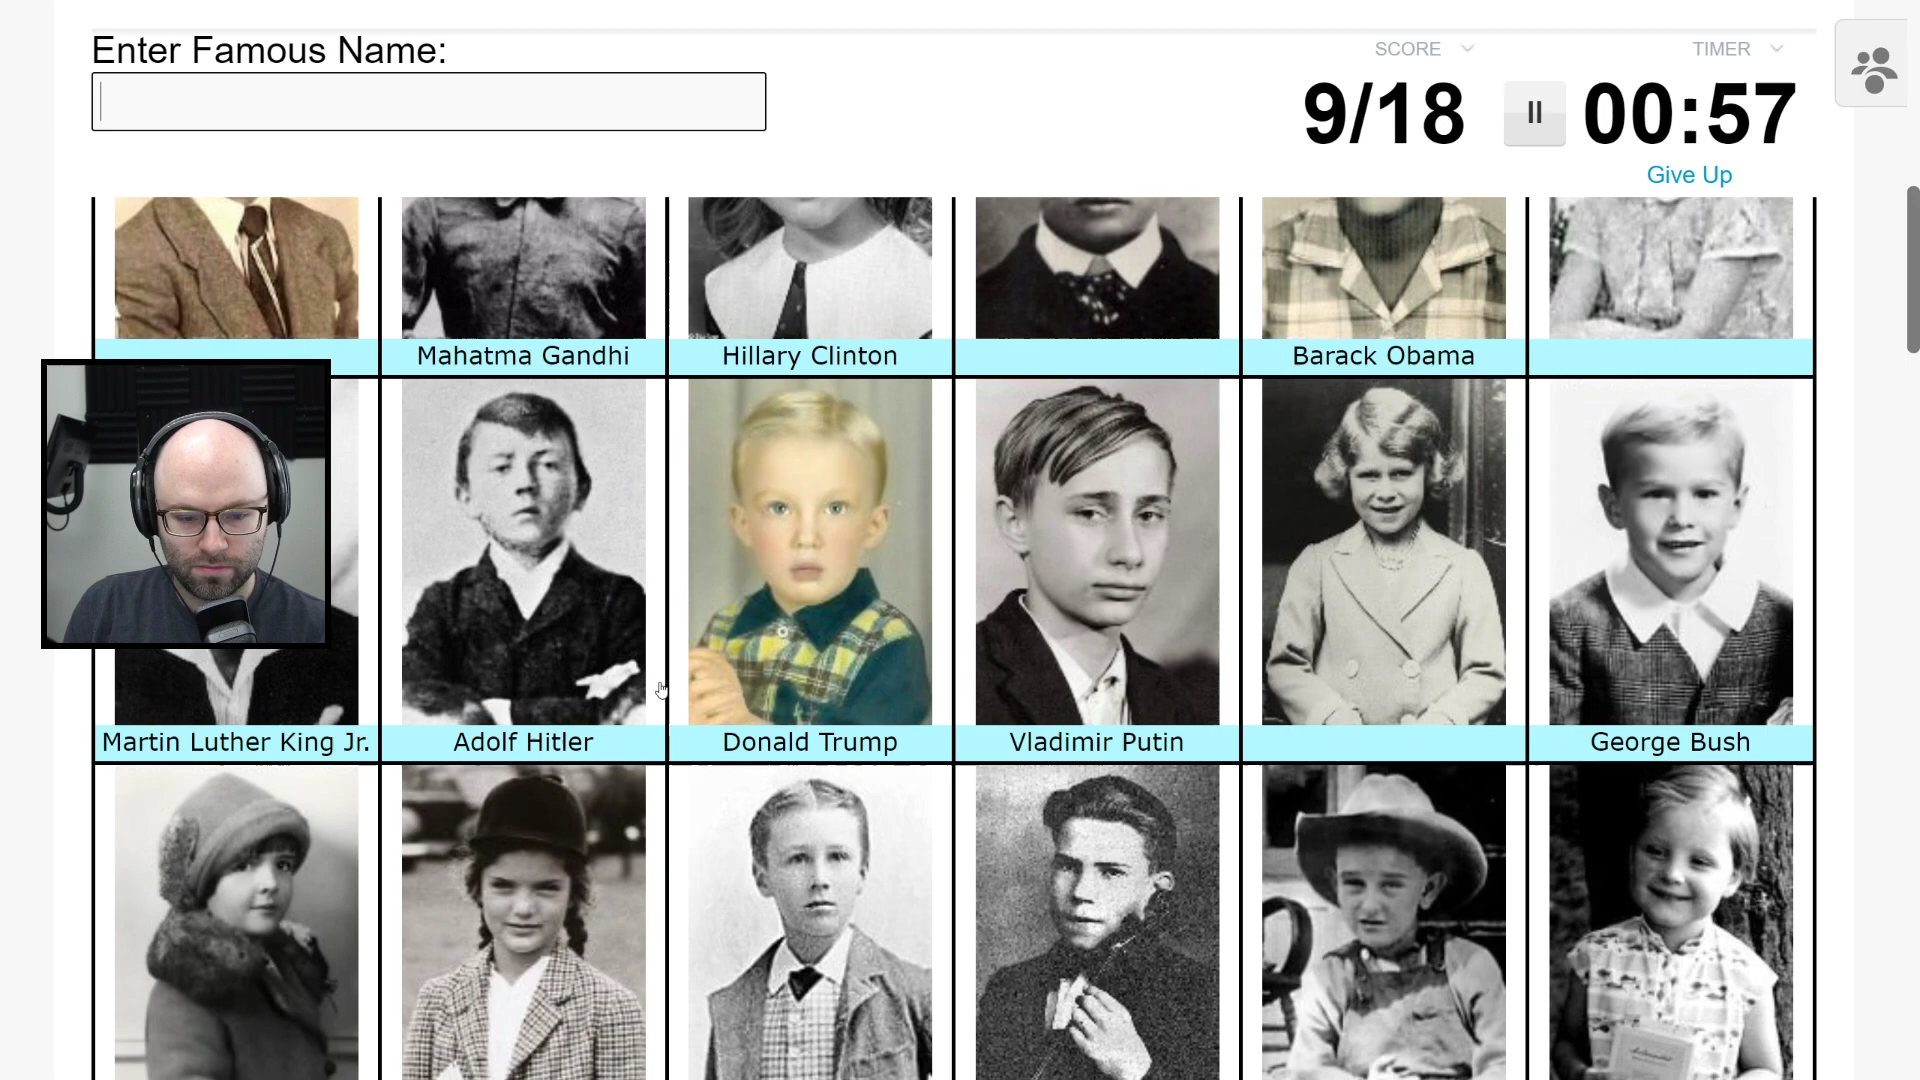 Enter Famous Name:
SCORE
TIMER
9/18
00:57
Give Up
Mahatma Gandhi
Hillary Clinton
Barack Obama
Martin Luther King Jr.
Adolf Hitler
Donald Trump
Vladimir Putin
George Bush